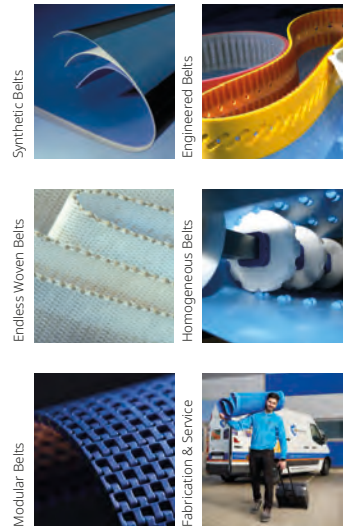 Synthetic Belts
Engineered Belts
Endless Woven Belts
Homogeneous Belts
Modular Belts
Fabrication & Service